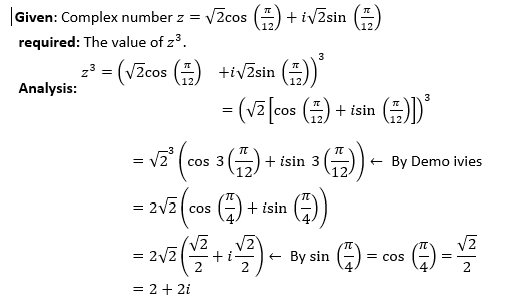 Given: Complex number z = √2cos (π/12) + i√2sin (π/12)
required: The value of z³.
z³ = (√2cos (π/12) +i√2sin (π/12))³
Analysis:
= (√2[cos (π/12) + isin (π/12)])³
= √2³ (cos 3(π/12) + isin 3(π/12)) ← By Demo ivies
= 2√2(cos (π/4) + isin (π/4))
= 2√2(√2/2 + i·√2/2) ← By sin (π/4) = cos (π/4) = √2/2
= 2 + 2i